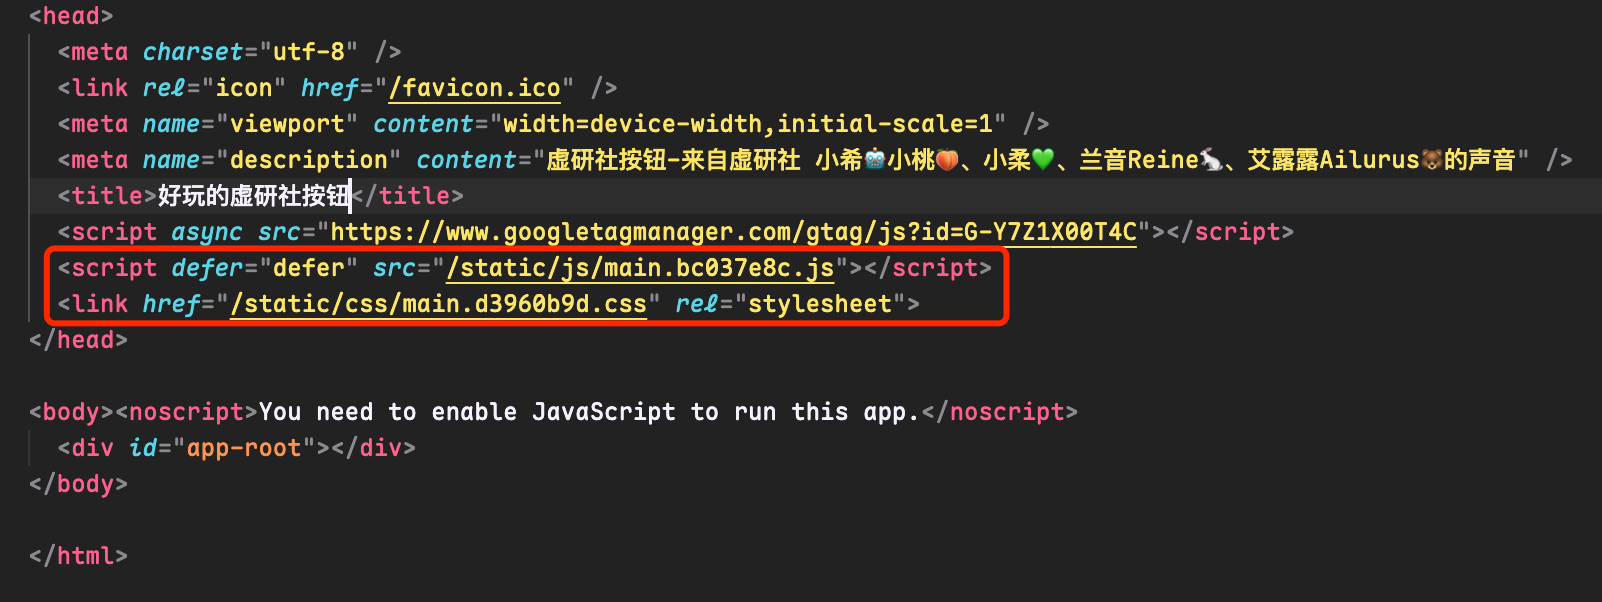 <head>
<meta charset="utf-8" />
<link rel="icon" href="/favicon.ico" />
<meta name="viewport" content="width=device-width,initial-scale=1" />
<meta name="description" content="虚研社按钮-来自虚研社 小希🤖小桃🍑、小柔💚、兰音Reine🐇、艾露露Ailurus🐻的声音" />
<title>好玩的虚研社按钮</title>
<script async src="https://www.googletagmanager.com/gtag/js?id=G-Y7Z1X00T4C"></script>
<script defer="defer" src="/static/js/main.bc037e8c.js"></script>
<link href="/static/css/main.d3960b9d.css" rel="stylesheet">
</head>
<body><noscript>You need to enable JavaScript to run this app.</noscript>
<div id="app-root"></div>
</body>
</html>